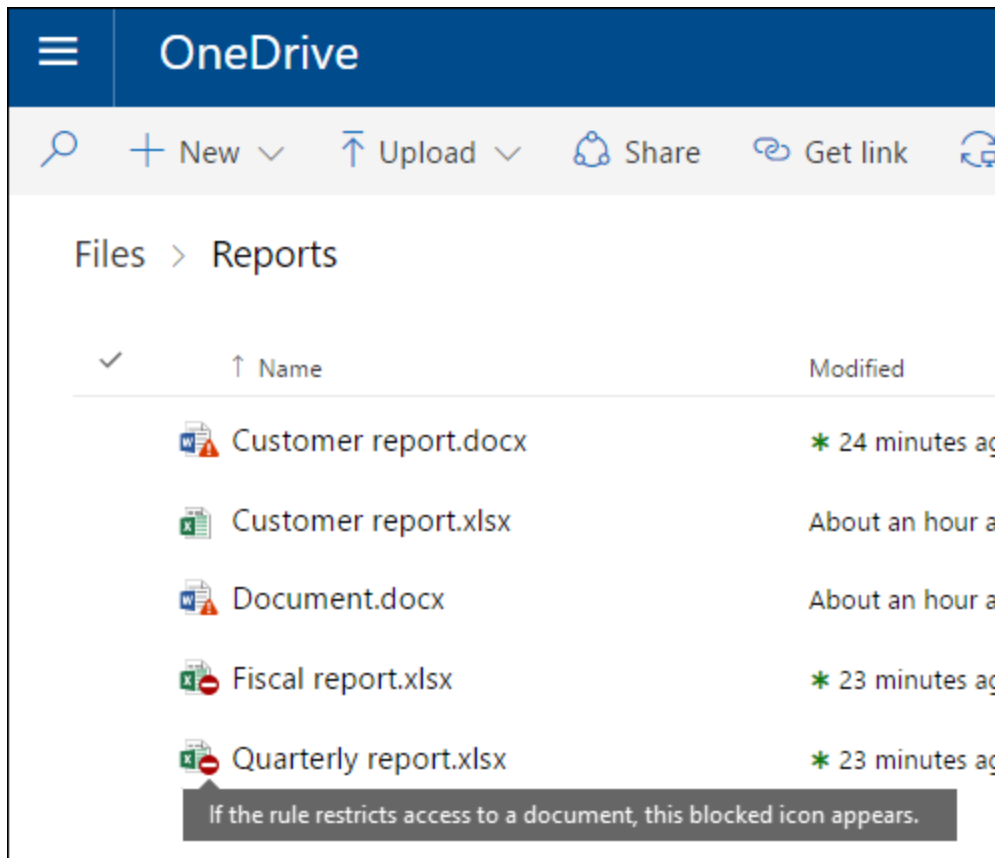 OneDrive
New Upload Share Get link
Files > Reports
Name Modified
Customer report.docx 24 minutes
Customer report.xlsx About an hour
Document.docx About an hour
Fiscal report.xlsx 23 minutes
Quarterly report.xlsx 23 minutes
If the rule restricts access to a document, this blocked icon appears.